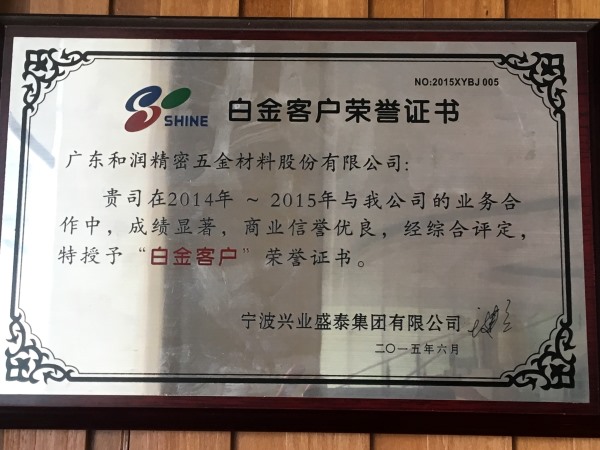 NO:2015XYBJ 005
SHINE
白金客户荣誉证书
广东和润精密五金材料股份有限公司:
贵司在2014年 ~ 2015年与我公司的业务合
作中，成绩显著，商业信誉优良，经综合评定，
特授予“白金客户”荣誉证书。
宁波兴业盛泰集团有限公司
二〇一五年六月